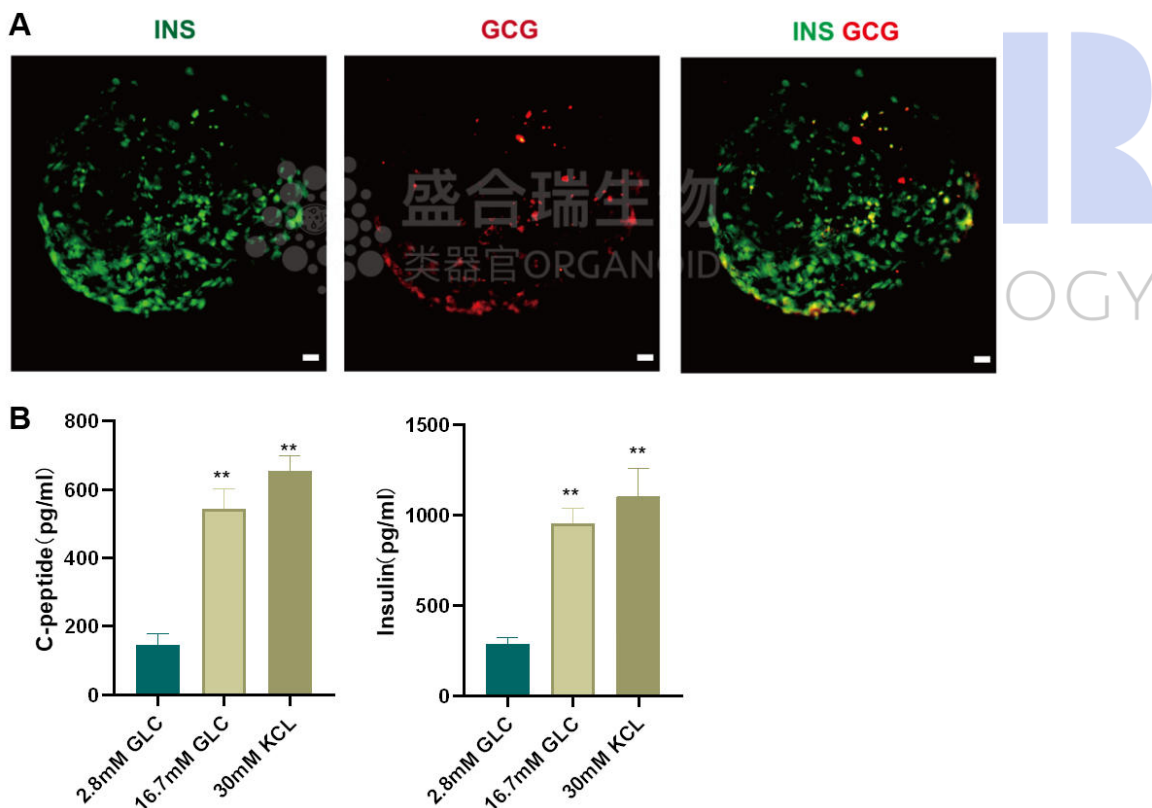 A
INS
GCG
INS GCG
盛合瑞生物
类器官ORGANOID
R
OGY
B
C-peptide(pg/ml)
800
600
400
200
0
2.8mM GLC
16.7mM GLC
30mM KCL
**
**
Insulin(pg/ml)
1500
1000
500
0
2.8mM GLC
16.7mM GLC
30mM KCL
**
**